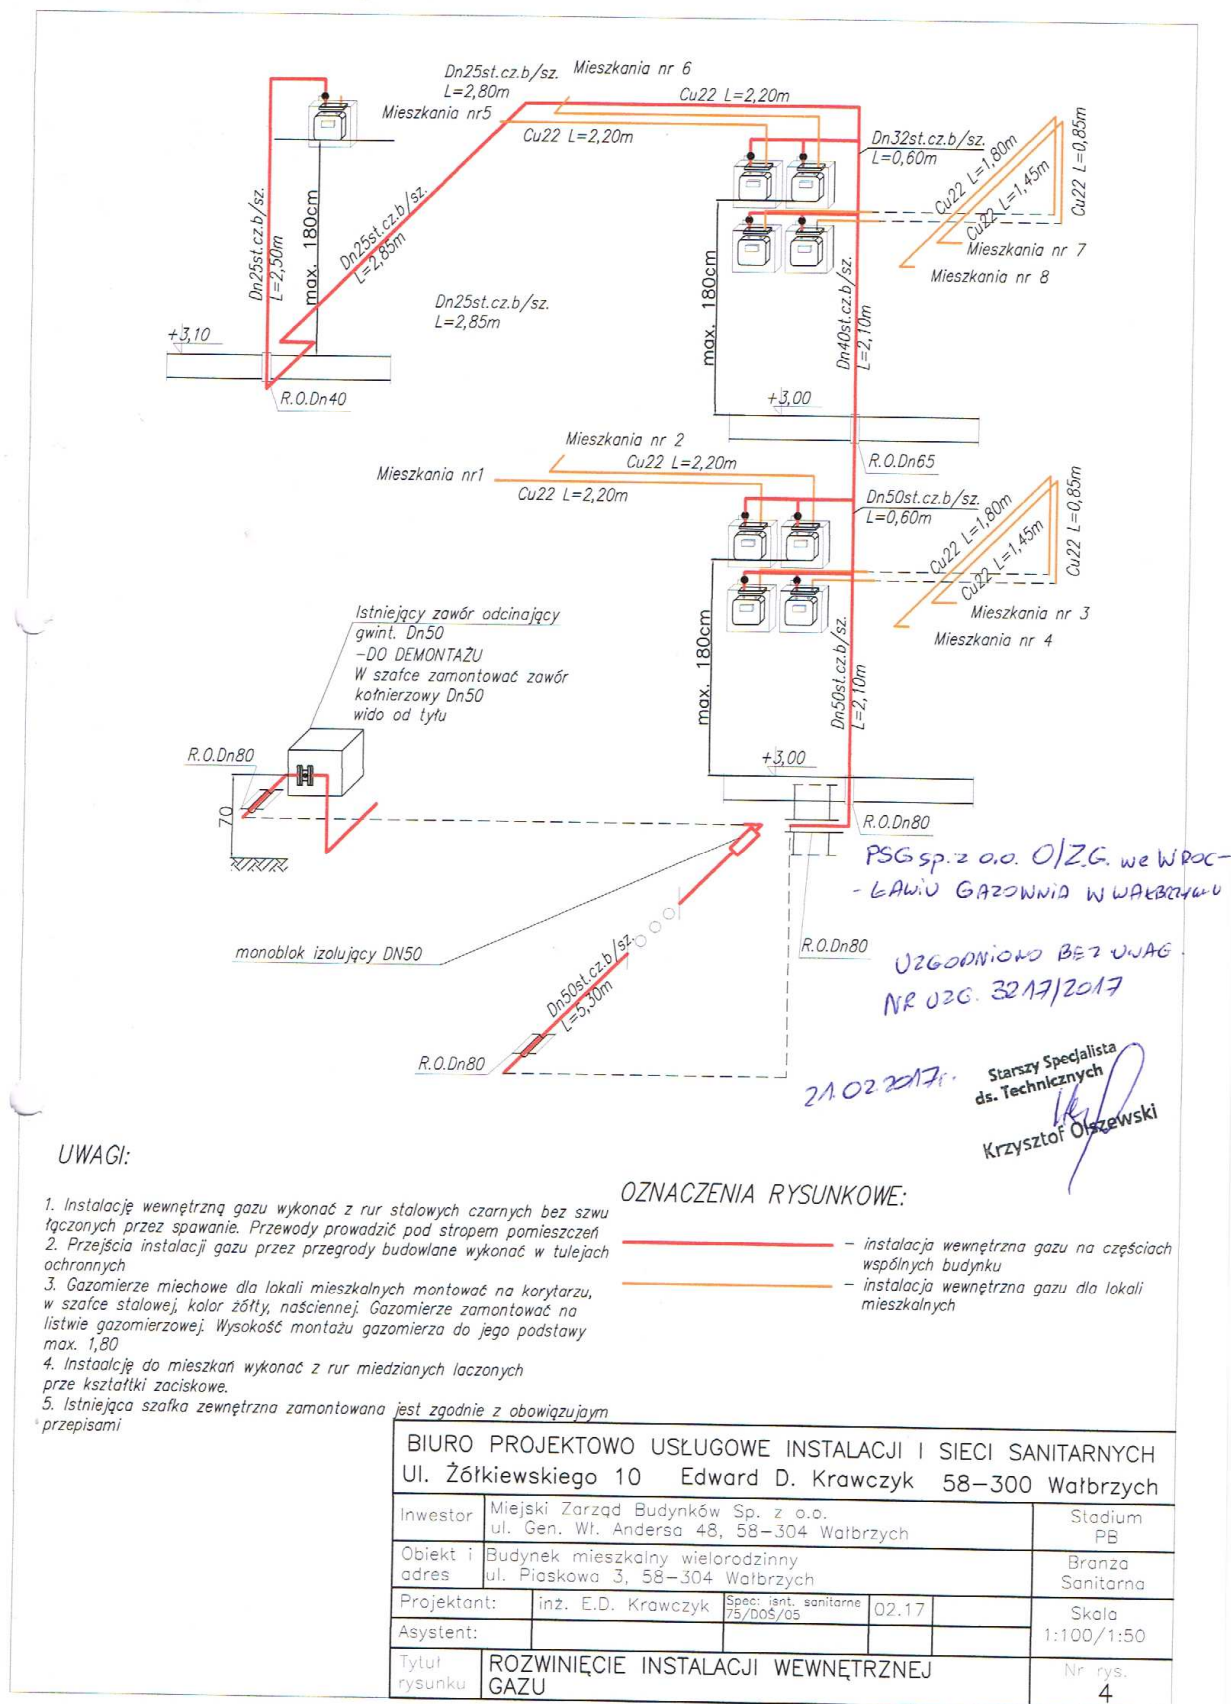 Dn25st.cz.b/sz.
L=2,80m
Mieszkania nr 6
Cu22 L=2,20m
Mieszkania nr5
Cu22 L=2,20m
Dn32st.cz.b/sz.
L=0,60m
Cu22 L=1,80m
Cu22 L=1,45m
Cu22 L=0,85m
Mieszkania nr 7
Mieszkania nr 8
Dn25st.cz.b/sz.
L=2,50m
max. 180cm
Dn25st.cz.b/sz.
L=2,85m
Dn25st.cz.b/sz.
L=2,85m
max. 180cm
Dn40st.cz.b/sz.
L=2,10m
+3,10
R.O.Dn40
+3,00
R.O.Dn65
Mieszkania nr 2
Cu22 L=2,20m
Mieszkania nr1
Cu22 L=2,20m
Dn50st.cz.b/sz.
L=0,60m
Cu22 L=1,80m
Cu22 L=1,45m
Cu22 L=0,85m
Mieszkania nr 3
Mieszkania nr 4
max. 180cm
Dn50st.cz.b/sz.
L=2,10m
Istniejący zawór odcinający
gwint. Dn50
-DO DEMONTAŻU
W szafce zamontować zawór
kołnierzowy Dn50
wido od tyłu
R.O.Dn80
70
+3,00
R.O.Dn80
R.O.Dn80
monoblok izolujący DN50
Dn50st.cz.b/sz.
L=5,30m
R.O.Dn80
PSG sp. z o.o. O/Z.G. we WROC-
- ŁAWIU GAZOWNIA W WAŁBRZYCHU
UZGODNIONO BEZ UWAG.
NR UZG. 3217/2017
21.02.2017r.
Starszy Specjalista
ds. Technicznych
Krzysztof Olszewski
UWAGI:
1. Instalację wewnętrzną gazu wykonać z rur stalowych czarnych bez szwu
łączonych przez spawanie. Przewody prowadzić pod stropem pomieszczeń
2. Przejścia instalacji gazu przez przegrody budowlane wykonać w tulejach
ochronnych
3. Gazomierze miechowe dla lokali mieszkalnych montować na korytarzu,
w szafce stalowej, kolor żółty, naściennej. Gazomierze zamontować na
listwie gazomierzowej. Wysokość montażu gazomierza do jego podstawy
max. 1,80
4. Instaalcję do mieszkań wykonać z rur miedzianych laczonych
prze kształtki zaciskowe.
5. Istniejąca szafka zewnętrzna zamontowana jest zgodnie z obowiązujaym
przepisami
OZNACZENIA RYSUNKOWE:
- instalacja wewnętrzna gazu na częściach
wspólnych budynku
- instalacja wewnętrzna gazu dla lokali
mieszkalnych
BIURO PROJEKTOWO USŁUGOWE INSTALACJI I SIECI SANITARNYCH
Ul. Żółkiewskiego 10 Edward D. Krawczyk 58-300 Wałbrzych
Inwestor
Miejski Zarząd Budynków Sp. z o.o.
ul. Gen. Wł. Andersa 48, 58-304 Wałbrzych
Stadium
PB
Obiekt i
adres
Budynek mieszkalny wielorodzinny
ul. Piaskowa 3, 58-304 Wałbrzych
Branża
Sanitarna
Projektant:
inż. E.D. Krawczyk
Spec: isnt. sanitarne
75/DOŚ/05
02.17
Skala
1:100/1:50
Asystent:
Tytuł
rysunku
ROZWINIĘCIE INSTALACJI WEWNĘTRZNEJ
GAZU
Nr rys.
4